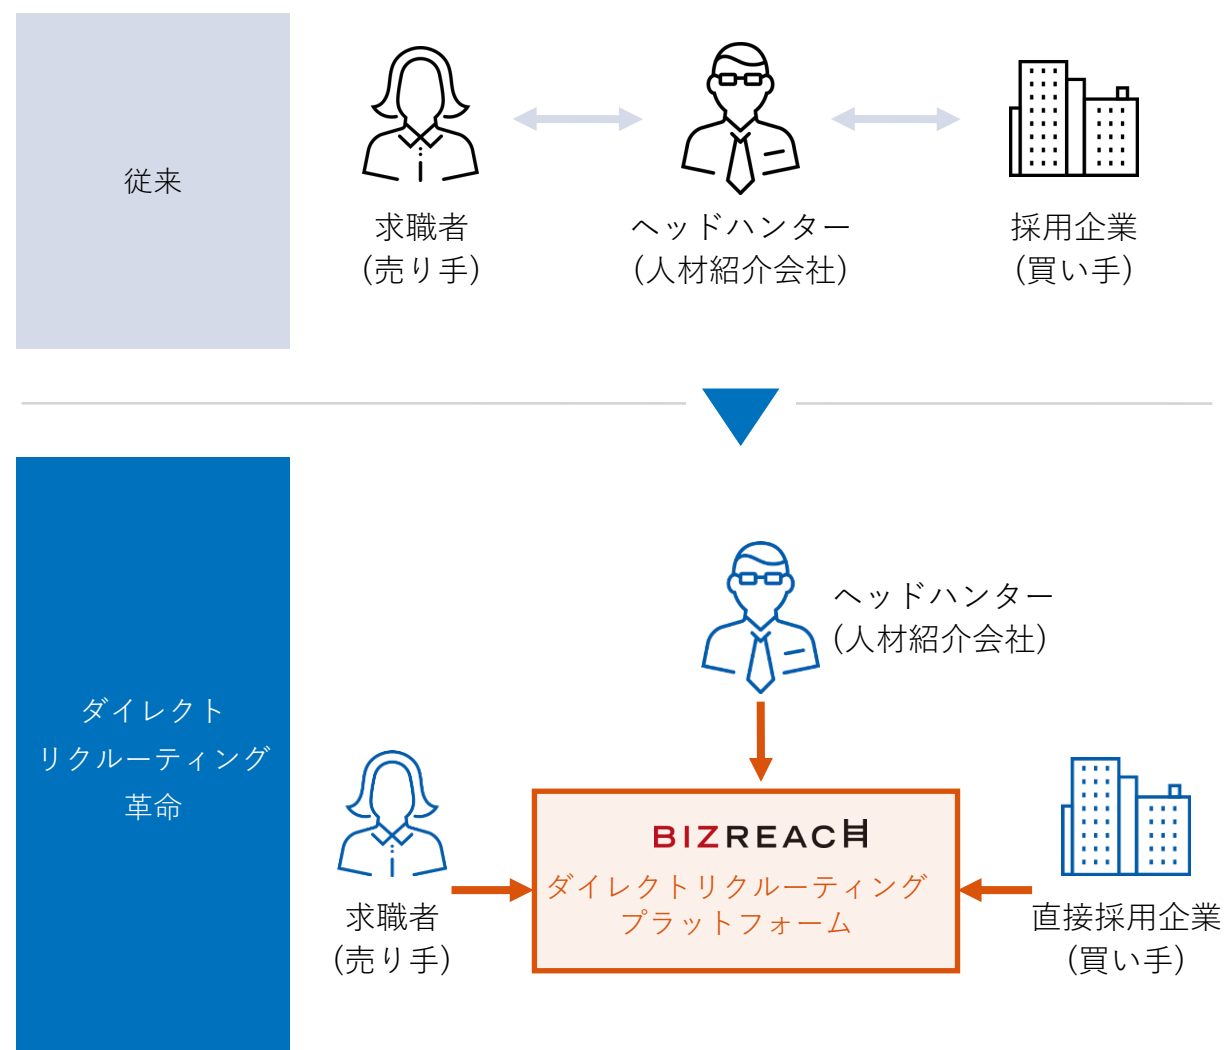 従来
求職者
(売り手)
ヘッドハンター
(人材紹介会社)
採用企業
(買い手)
ダイレクト
リクルーティング
革命
ヘッドハンター
(人材紹介会社)
求職者
(売り手)
BIZREACH
ダイレクトリクルーティング
プラットフォーム
直接採用企業
(買い手)